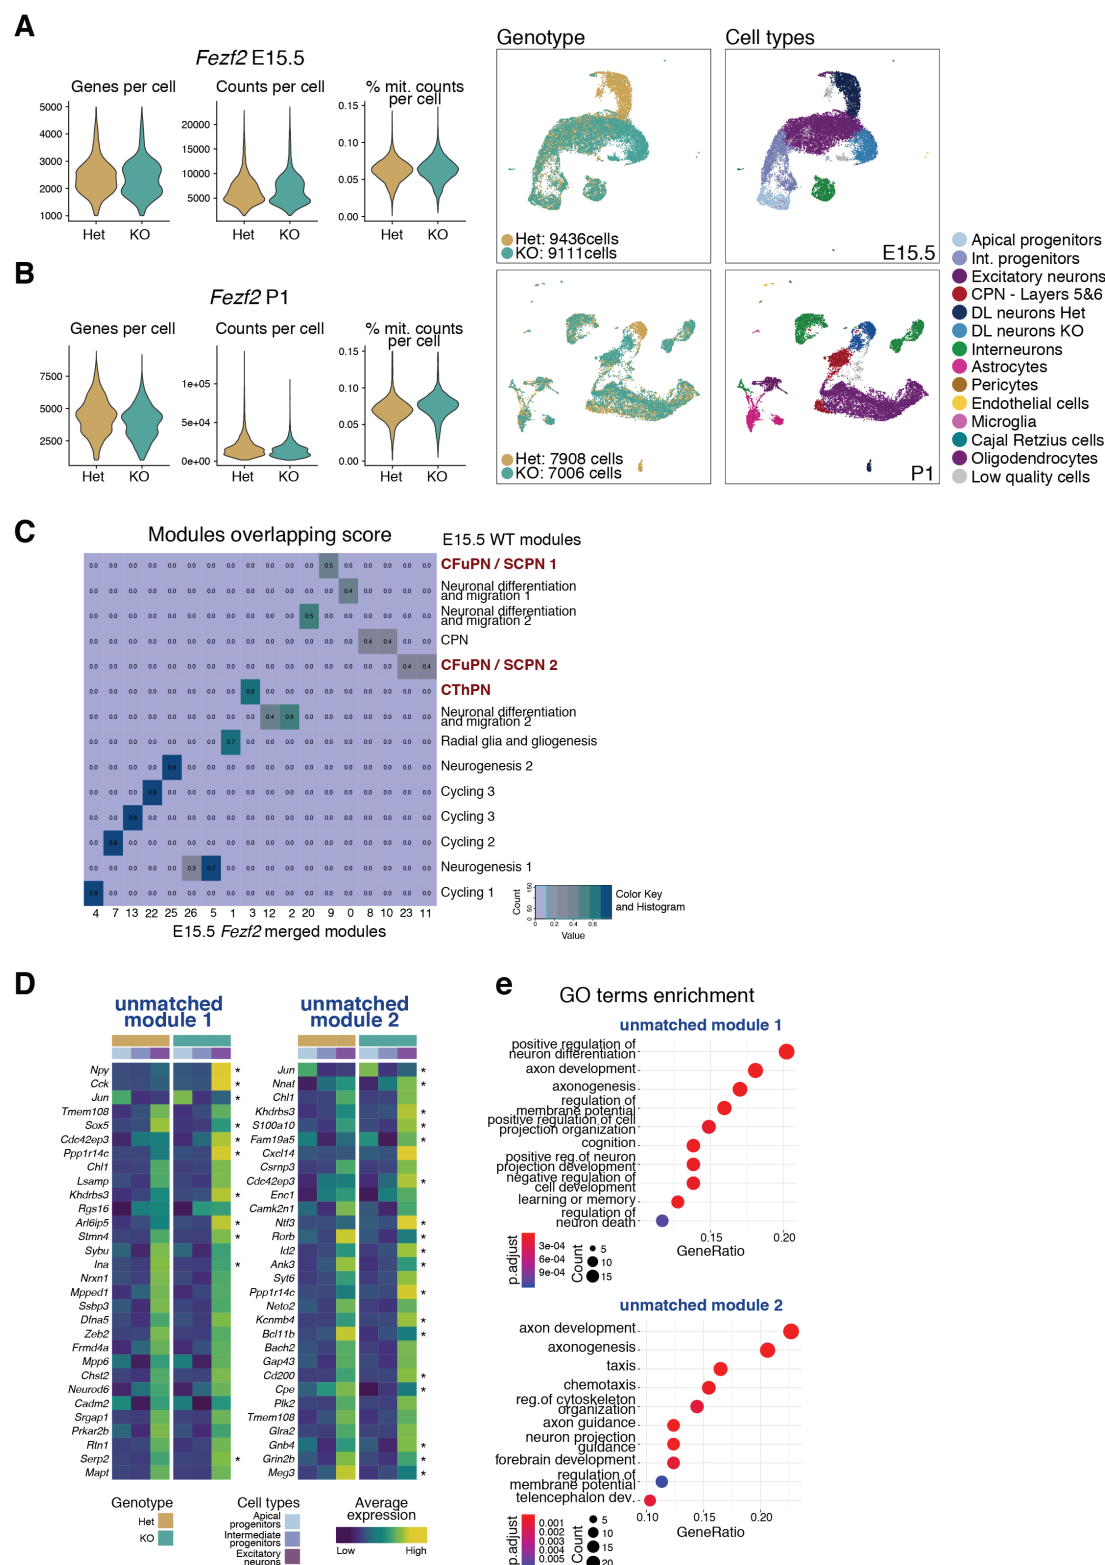 A
Fezf2 E15.5
Genes per cell
Counts per cell
% mit. counts
per cell
5000
4000
3000
2000
1000
Het
KO
20000
15000
10000
5000
Het
KO
0.15
0.10
0.05
0.00
Het
KO
Genotype
Het: 9436cells
KO: 9111cells
Cell types
E15.5
B
Fezf2 P1
Genes per cell
Counts per cell
% mit. counts
per cell
7500
5000
2500
Het
KO
1e+05
5e+04
0e+00
Het
KO
0.15
0.10
0.05
0.00
Het
KO
Het: 7908 cells
KO: 7006 cells
P1
Apical progenitors
Int. progenitors
Excitatory neurons
CPN - Layers 5&6
DL neurons Het
DL neurons KO
Interneurons
Astrocytes
Pericytes
Endothelial cells
Microglia
Cajal Retzius cells
Oligodendrocytes
Low quality cells
C
Modules overlapping score
E15.5 WT modules
CFuPN / SCPN 1
Neuronal differentiation
and migration 1
Neuronal differentiation
and migration 2
CPN
CFuPN / SCPN 2
CThPN
Neuronal differentiation
and migration 2
Radial glia and gliogenesis
Neurogenesis 2
Cycling 3
Cycling 3
Cycling 2
Neurogenesis 1
Cycling 1
4 7 13 22 25 26 5 1 3 12 2 20 9 0 8 10 23 11
E15.5 Fezf2 merged modules
Count
0 50 150
0 0.2 0.4 0.6
Value
Color Key
and Histogram
D
unmatched
module 1
Npy *
Cck *
Jun *
Tmem108
Sox5 *
Cdc42ep3 *
Ppp1r14c *
Chl1
Lsamp
Khdrbs3 *
Rgs16
Arl6ip5 *
Stmn4 *
Sybu
Ina *
Nrxn1
Mpped1
Ssbp3
Dlna5
Zeb2
Frmd4a
Mpp6
Chst2
Neurod6
Cadm2
Srgap1
Prkar2b
Rtn1
Serp2 *
Mapt
unmatched
module 2
Jun *
Nnat *
Chl1
Khdrbs3 *
S100a10 *
Fam19a5 *
Cxcl14
Csrnp3
Cdc42ep3 *
Enc1
Camk2n1
Ntf3 *
Rorb *
Id2 *
Ank3 *
Syt6
Ppp1r14c *
Neto2
Kcnmb4 *
Bcl11b *
Bach2
Gap43
Cd200 *
Cpe *
Plk2
Tmem108
Glra2
Gnb4 *
Grin2b *
Meg3 *
Genotype
Het
KO
Cell types
Apical
progenitors
Intermediate
progenitors
Excitatory
neurons
Average
expression
Low
High
e
GO terms enrichment
unmatched module 1
positive regulation of
neuron differentiation
axon development
axonogenesis
regulation of
membrane potential
positive regulation of cell
projection organization
cognition
positive reg.of neuron
projection development
negative regulation of
cell development
learning or memory
regulation of
neuron death
0.15 0.20
GeneRatio
p.adjust
3e-04
6e-04
9e-04
Count
5
10
15
unmatched module 2
axon development
axonogenesis
taxis
chemotaxis
reg.of cytoskeleton
organization
axon guidance
neuron projection
guidance
forebrain development
regulation of
membrane potential
telencephalon dev.
0.10 0.15 0.20
GeneRatio
p.adjust
0.001
0.002
0.003
0.004
0.005
Count
5
10
15
20